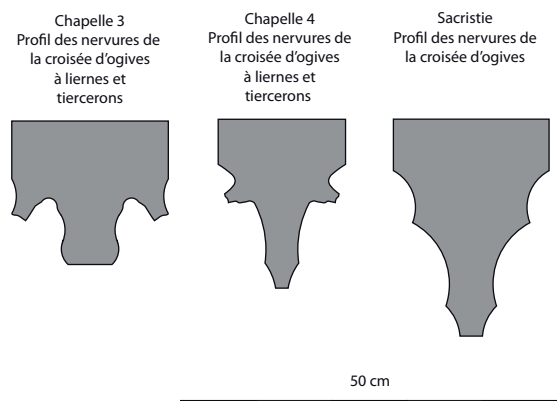 Chapelle 3
Profil des nervures de
la croisée d’ogives
à liernes et
tiercerons
Chapelle 4
Profil des nervures de
la croisée d’ogives
à liernes et
tiercerons
Sacristie
Profil des nervures de
la croisée d’ogives
50 cm